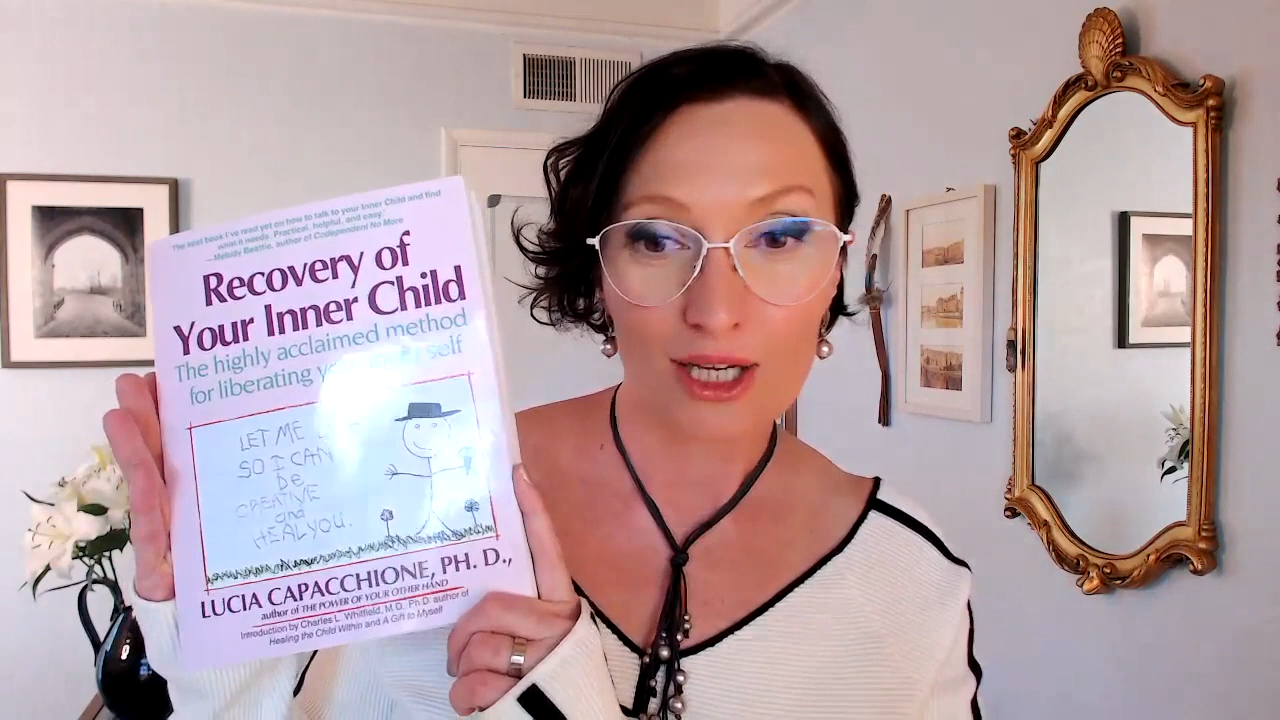 "The best book I've read yet on how to talk to your Inner Child and find
what it needs. Practical, helpful, and easy."
—Melody Beattie, author of Codependent No More
Recovery of
Your Inner Child
The highly acclaimed method
for liberating self
LET ME
SO I CAN
be
CREATIVE
and
HEAL YOU.
LUCIA CAPACCHIONE, PH. D.,
author of THE POWER OF YOUR OTHER HAND
Introduction by Charles L. Whitfield, M.D. Ph.D. author of
Healing the Child Within and A Gift to Myself